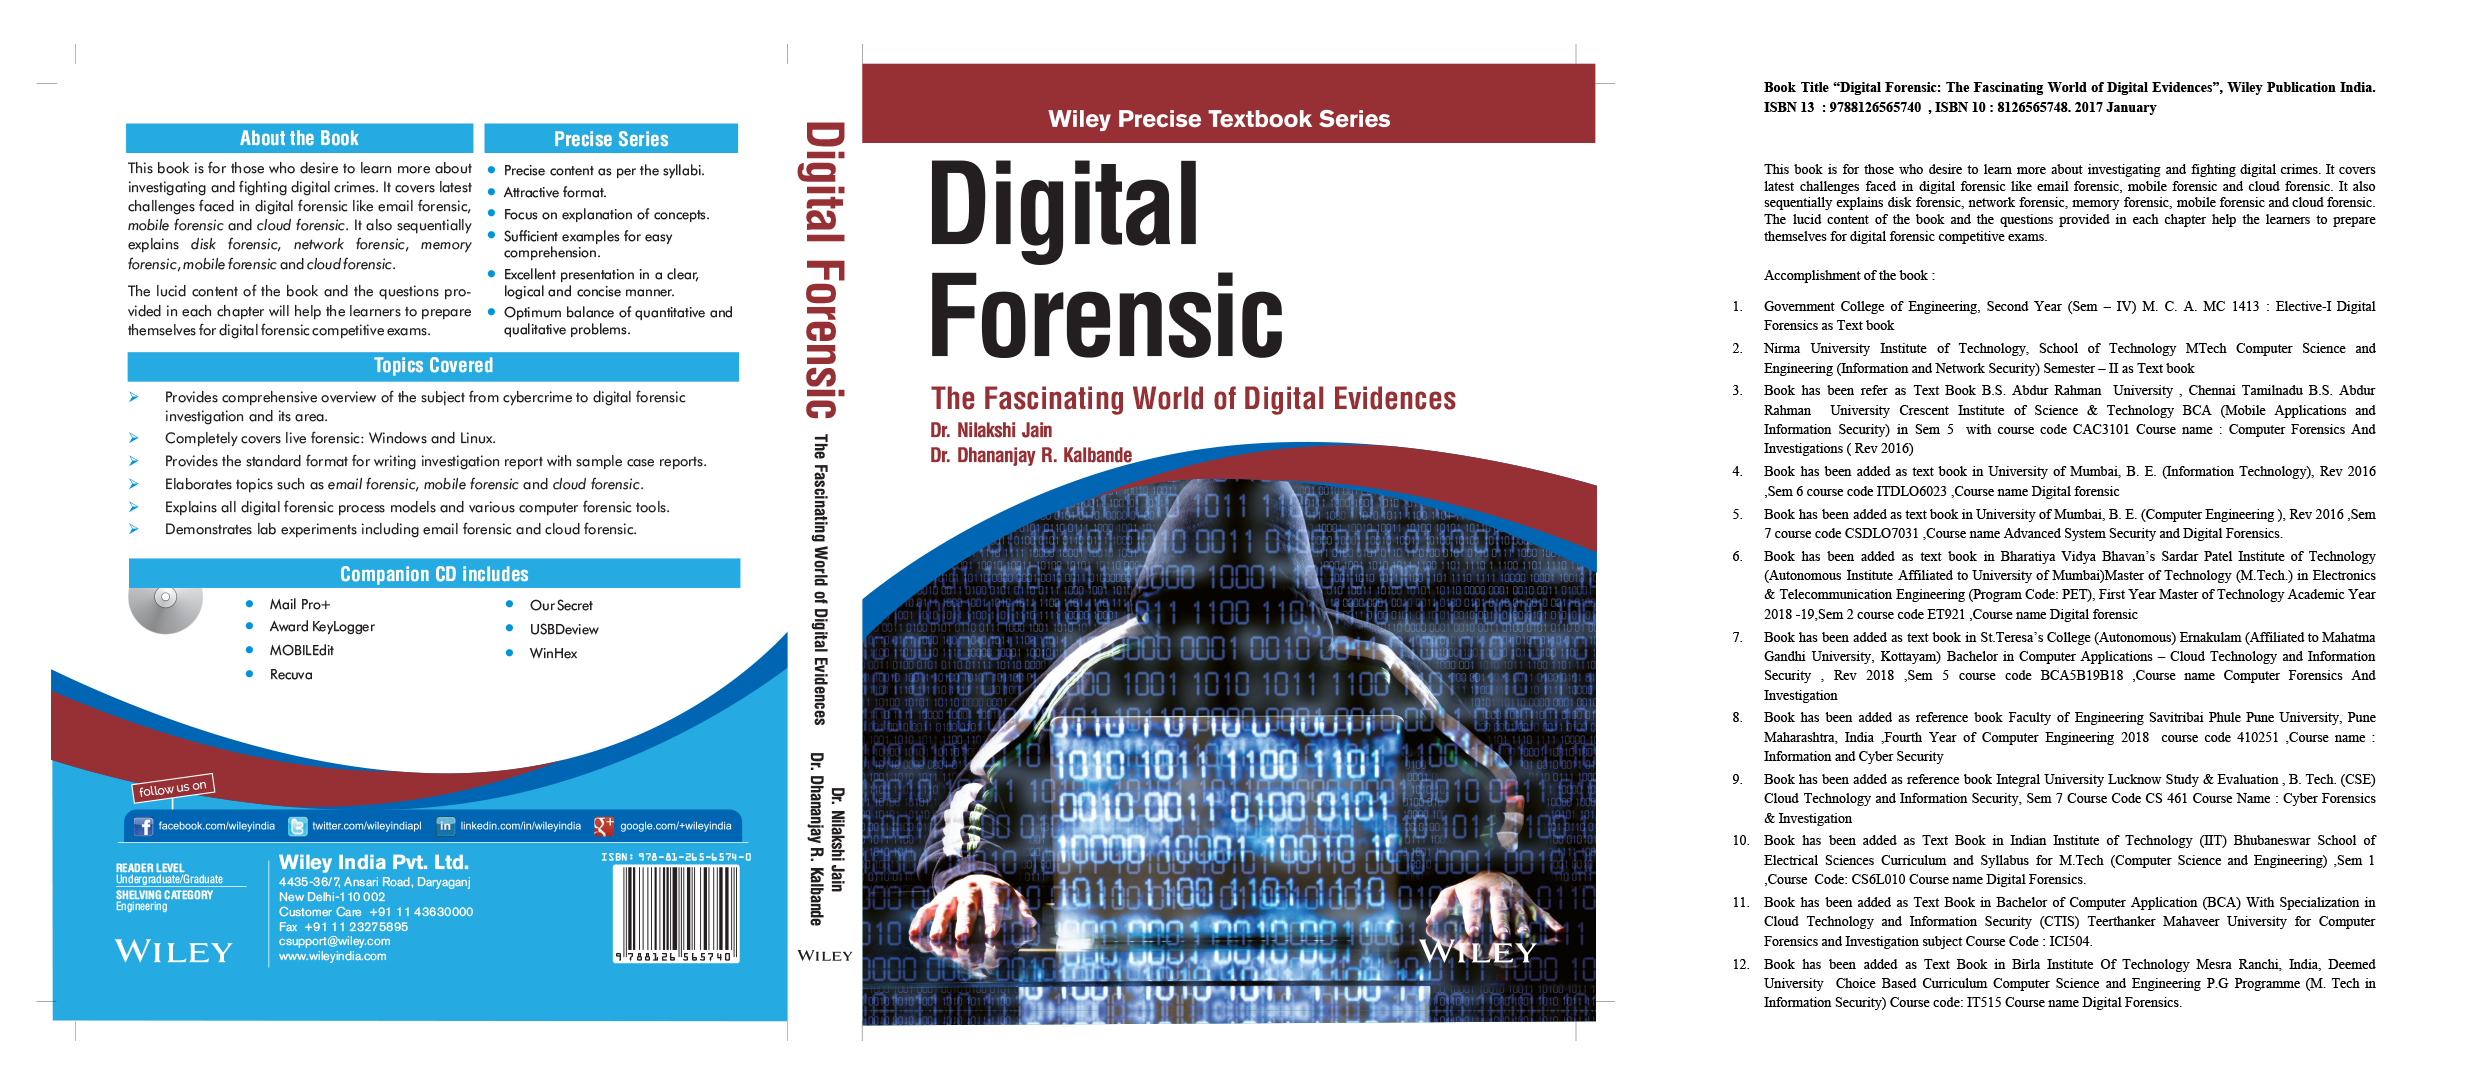 About the Book
This book is for those who desire to learn more about
investigating and fighting digital crimes. It covers latest
challenges faced in digital forensic like email forensic,
mobile forensic and cloud forensic. It also sequentially
explains disk forensic, network forensic, memory
forensic, mobile forensic and cloud forensic.
The lucid content of the book and the questions pro-
vided in each chapter will help the learners to prepare
themselves for digital forensic competitive exams.
Precise Series
Precise content as per the syllabi.
Attractive format.
Focus on explanation of concepts.
Sufficient examples for easy
comprehension.
Excellent presentation in a clear,
logical and concise manner.
Optimum balance of quantitative and
qualitative problems.
Topics Covered
Provides comprehensive overview of the subject from cybercrime to digital forensic
investigation and its area.
Completely covers live forensic: Windows and Linux.
Provides the standard format for writing investigation report with sample case reports.
Elaborates topics such as email forensic, mobile forensic and cloud forensic.
Explains all digital forensic process models and various computer forensic tools.
Demonstrates lab experiments including email forensic and cloud forensic.
Companion CD includes
Mail Pro+
Award KeyLogger
MOBILEdit
Recuva
Our Secret
USBDeview
WinHex
follow us on
facebook.com/wileyindia
twitter.com/wileyindiapl
linkedin.com/in/wileyindia
google.com/+wileyindia
READER LEVEL
Undergraduate/Graduate
SHELVING CATEGORY
Engineering
WILEY
Wiley India Pvt. Ltd.
4435-36/7, Ansari Road, Daryaganj
New Delhi-110 002
Customer Care +91 11 43630000
Fax +91 11 23275895
csupport@wiley.com
www.wileyindia.com
ISBN: 978-81-265-6574-0
9 788126 565740
Digital Forensic
The Fascinating World of Digital Evidences
Dr. Nilakshi Jain
Dr. Dhananjay R. Kalbande
WILEY
Wiley Precise Textbook Series
Digital
Forensic
The Fascinating World of Digital Evidences
Dr. Nilakshi Jain
Dr. Dhananjay R. Kalbande
1010 1011 1100 1101
0010 0011 0100 0101
WILEY
Book Title “Digital Forensic: The Fascinating World of Digital Evidences”, Wiley Publication India.
ISBN 13 : 9788126565740 , ISBN 10 : 8126565748. 2017 January
This book is for those who desire to learn more about investigating and fighting digital crimes. It covers
latest challenges faced in digital forensic like email forensic, mobile forensic and cloud forensic. It also
sequentially explains disk forensic, network forensic, memory forensic, mobile forensic and cloud forensic.
The lucid content of the book and the questions provided in each chapter help the learners to prepare
themselves for digital forensic competitive exams.
Accomplishment of the book :
1. Government College of Engineering, Second Year (Sem – IV) M. C. A. MC 1413 : Elective-I Digital
Forensics as Text book
2. Nirma University Institute of Technology, School of Technology MTech Computer Science and
Engineering (Information and Network Security) Semester – II as Text book
3. Book has been refer as Text Book B.S. Abdur Rahman University , Chennai Tamilnadu B.S. Abdur
Rahman University Crescent Institute of Science & Technology BCA (Mobile Applications and
Information Security) in Sem 5 with course code CAC3101 Course name : Computer Forensics And
Investigations ( Rev 2016)
4. Book has been added as text book in University of Mumbai, B. E. (Information Technology), Rev 2016
,Sem 6 course code ITDLO6023 ,Course name Digital forensic
5. Book has been added as text book in University of Mumbai, B. E. (Computer Engineering ), Rev 2016 ,Sem
7 course code CSDLO7031 ,Course name Advanced System Security and Digital Forensics.
6. Book has been added as text book in Bharatiya Vidya Bhavan’s Sardar Patel Institute of Technology
(Autonomous Institute Affiliated to University of Mumbai)Master of Technology (M.Tech.) in Electronics
& Telecommunication Engineering (Program Code: PET), First Year Master of Technology Academic Year
2018 -19,Sem 2 course code ET921 ,Course name Digital forensic
7. Book has been added as text book in St.Teresa’s College (Autonomous) Ernakulam (Affiliated to Mahatma
Gandhi University, Kottayam) Bachelor in Computer Applications – Cloud Technology and Information
Security , Rev 2018 ,Sem 5 course code BCA5B19B18 ,Course name Computer Forensics And
Investigation
8. Book has been added as reference book Faculty of Engineering Savitribai Phule Pune University, Pune
Maharashtra, India ,Fourth Year of Computer Engineering 2018 course code 410251 ,Course name :
Information and Cyber Security
9. Book has been added as reference book Integral University Lucknow Study & Evaluation , B. Tech. (CSE)
Cloud Technology and Information Security, Sem 7 Course Code CS 461 Course Name : Cyber Forensics
& Investigation
10. Book has been added as Text Book in Indian Institute of Technology (IIT) Bhubaneswar School of
Electrical Sciences Curriculum and Syllabus for M.Tech (Computer Science and Engineering) ,Sem 1
,Course Code: CS6L010 Course name Digital Forensics.
11. Book has been added as Text Book in Bachelor of Computer Application (BCA) With Specialization in
Cloud Technology and Information Security (CTIS) Teerthanker Mahaveer University for Computer
Forensics and Investigation subject Course Code : ICI504.
12. Book has been added as Text Book in Birla Institute Of Technology Mesra Ranchi, India, Deemed
University Choice Based Curriculum Computer Science and Engineering P.G Programme (M. Tech in
Information Security) Course code: IT515 Course name Digital Forensics.